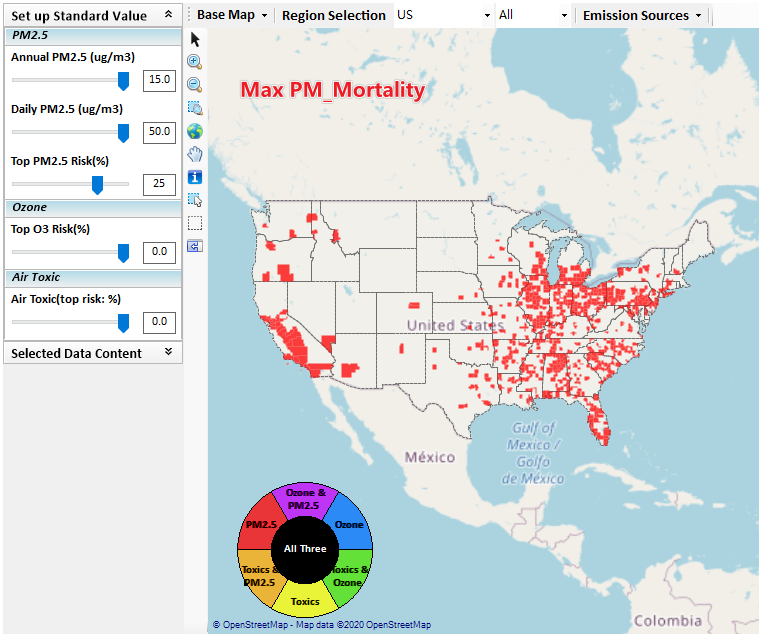 Set up Standard Value
Base Map
Region Selection
US
All
Emission Sources
PM2.5
Annual PM2.5 (ug/m3)
15.0
Daily PM2.5 (ug/m3)
50.0
Top PM2.5 Risk(%)
25
Ozone
Top O3 Risk(%)
0.0
Air Toxic
Air Toxic(top risk: %)
0.0
Selected Data Content
Max PM_Mortality
United States
Gulf of
Mexico /
Golfo
de México
México
Colombia
Ozone &
PM2.5
PM2.5
Ozone
All Three
Toxics &
PM2.5
Toxics &
Ozone
Toxics
© OpenStreetMap - Map data ©2020 OpenStreetMap